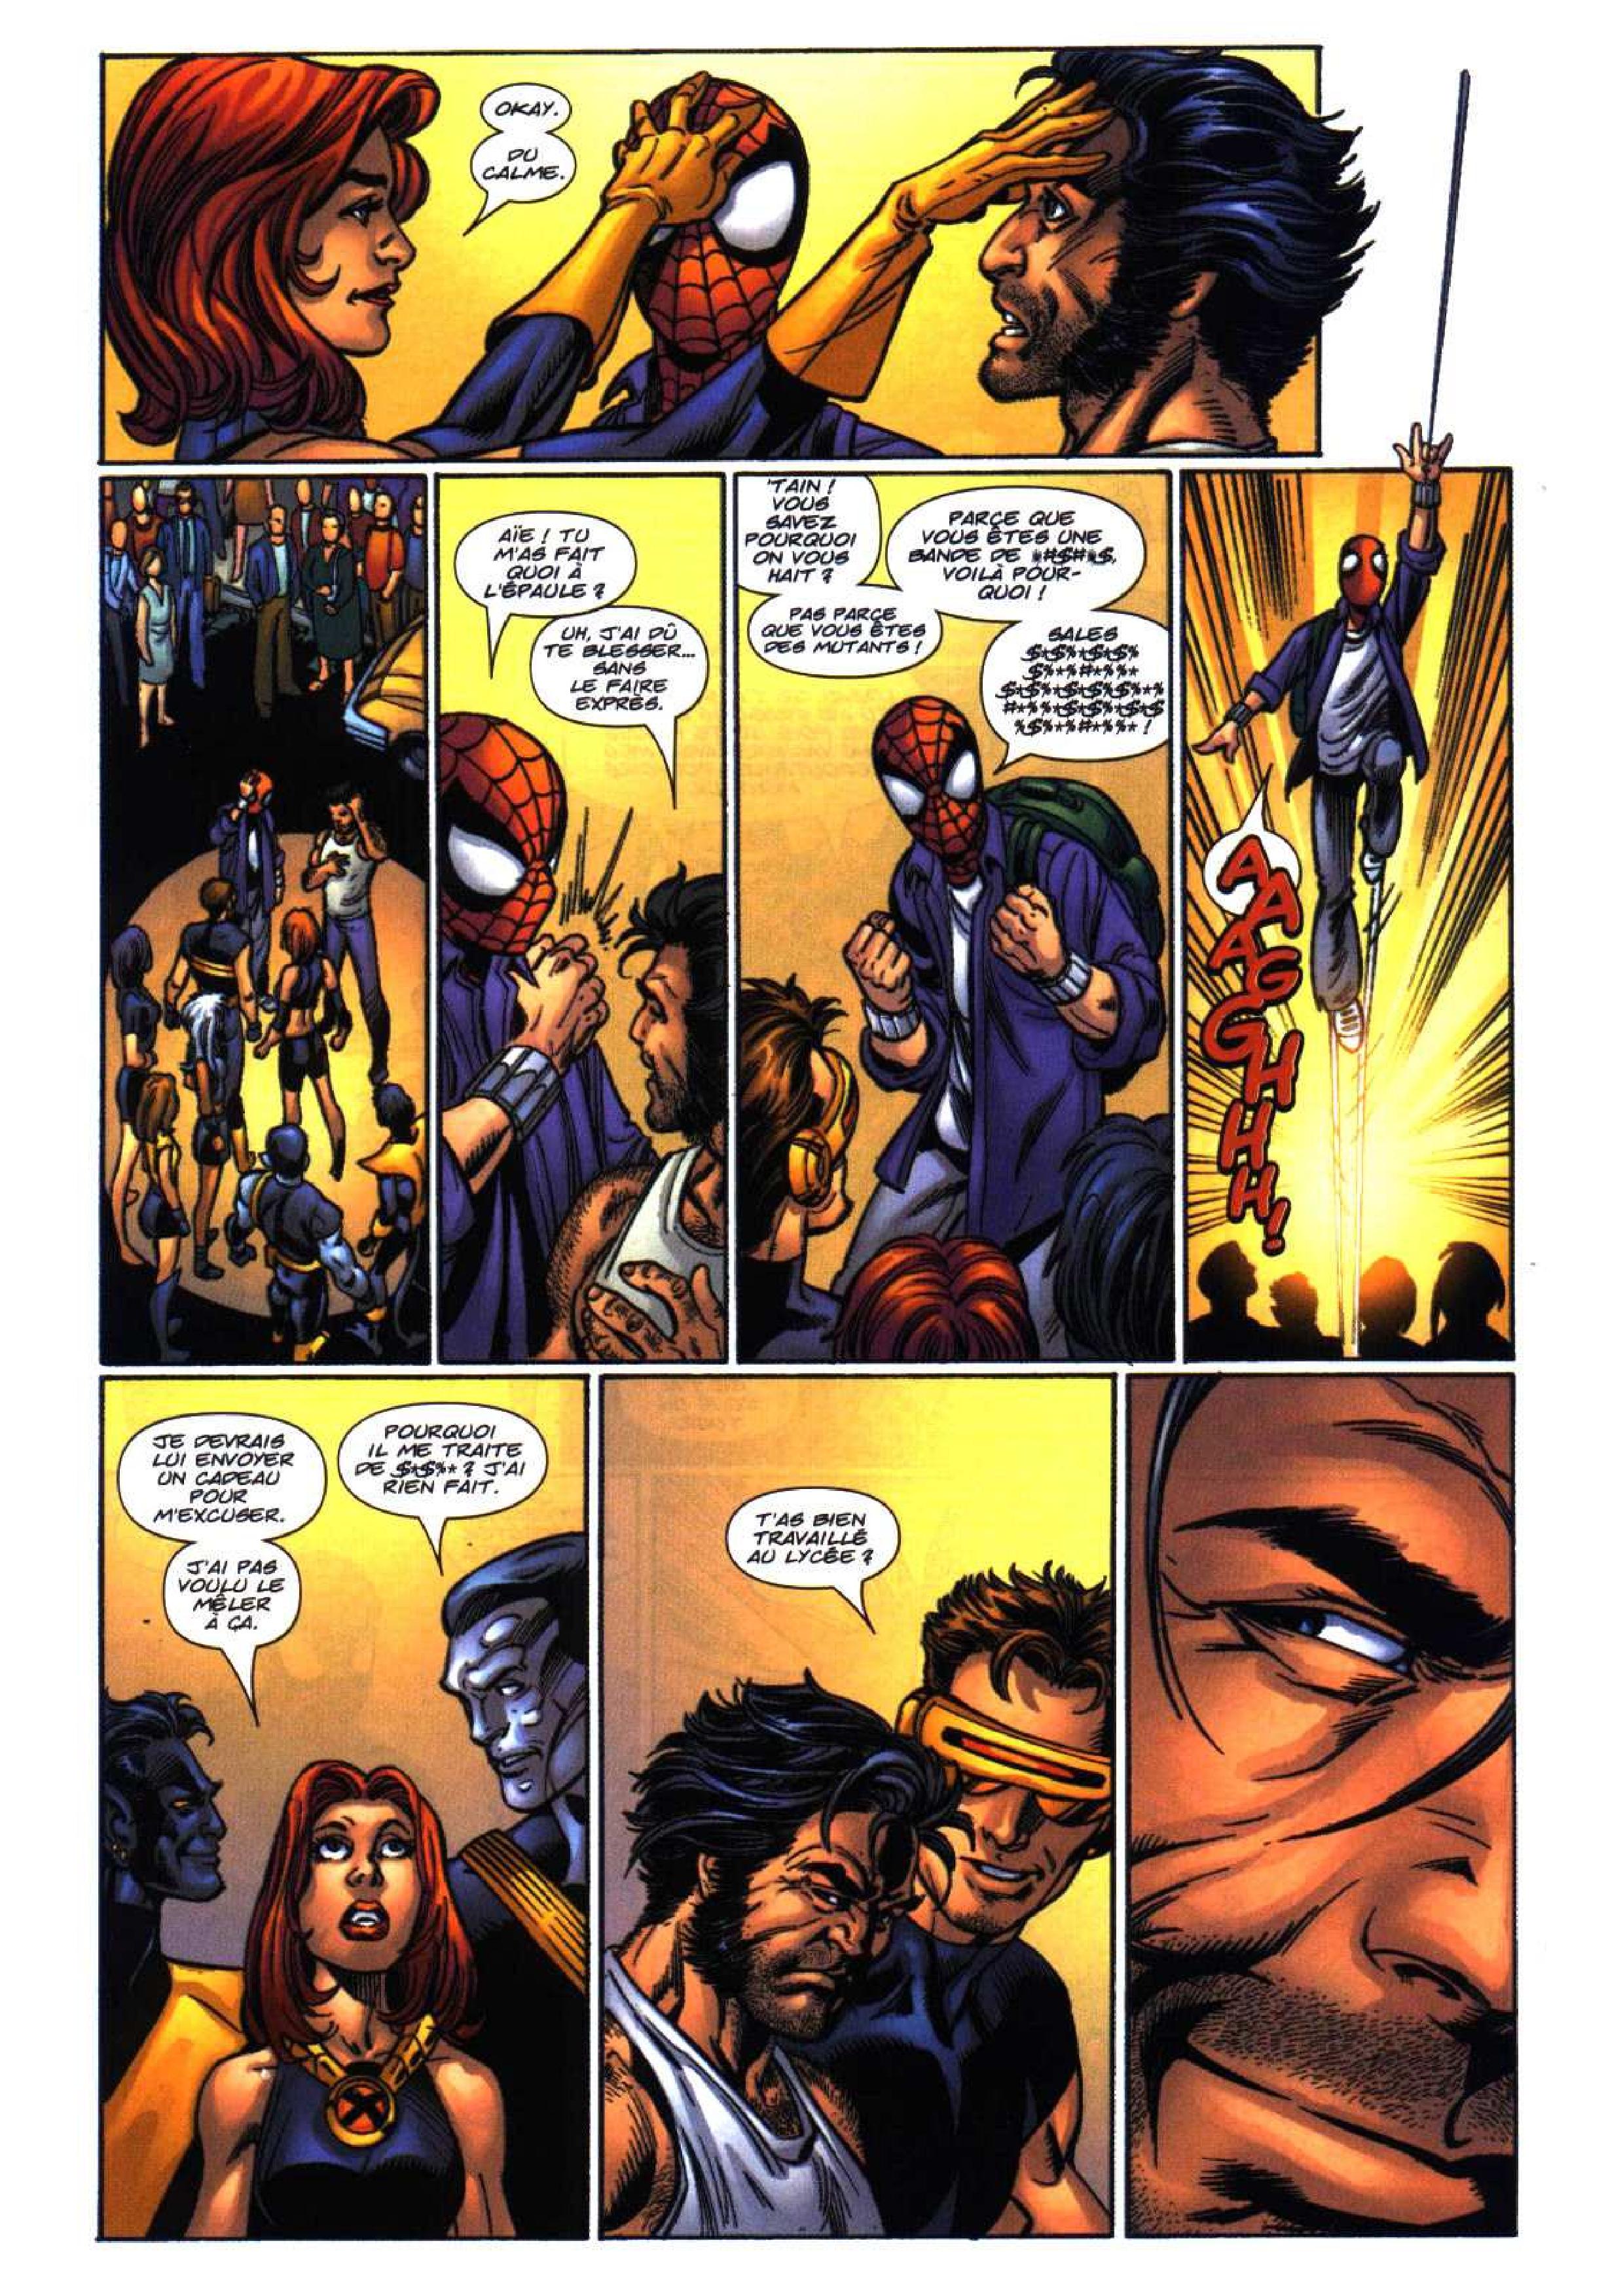 OKAY.
DU
CALME.
AÏE ! TU
M'AS FAIT
QUOI À
L'ÉPAULE ?
UH, J'AI DÛ
TE BLESSER...
SANS
LE FAIRE
EXPRÈS.
'TAIN !
VOUS
SAVEZ
POURQUOI
ON VOUS
HAIT ?
PAS PARCE
QUE VOUS ÊTES
DES MUTANTS !
PARCE QUE
VOUS ÊTES UNE
BANDE DE *#$#*$,
VOILÀ POUR-
QUOI !
SALES
$*$%*$*$%
$%*%#*%%*
$*$%*$*$%$%*%
#*%%*$*$%*$*$
%$%*%#*%%* !
AAAGGHHHH!
JE DEVRAIS
LUI ENVOYER
UN CADEAU
POUR
M'EXCUSER.
J'AI PAS
VOULU LE
MÊLER
À ÇA.
POURQUOI
IL ME TRAITE
DE $*$%* ? J'AI
RIEN FAIT.
T'AS BIEN
TRAVAILLÉ
AU LYCÉE ?